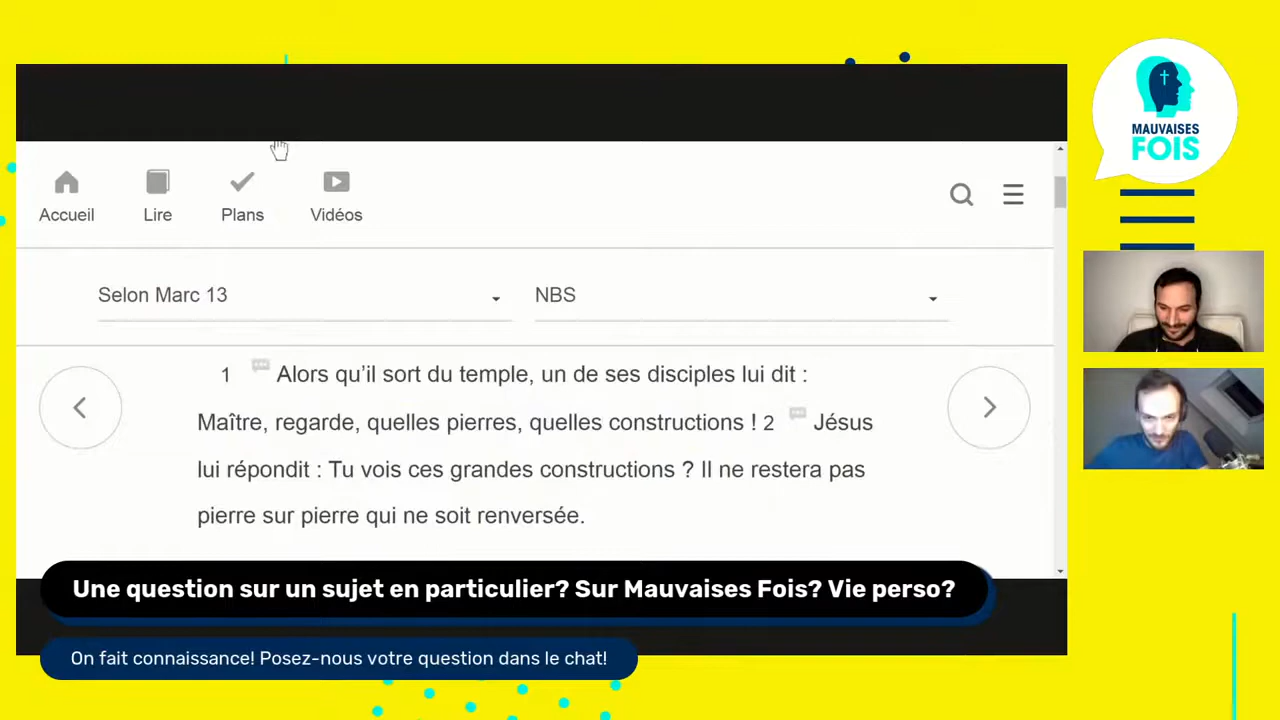 MAUVAISES
FOIS
Accueil
Lire
Plans
Vidéos
Selon Marc 13
NBS
1 Alors qu’il sort du temple, un de ses disciples lui dit :
Maître, regarde, quelles pierres, quelles constructions ! 2 Jésus
lui répondit : Tu vois ces grandes constructions ? Il ne restera pas
pierre sur pierre qui ne soit renversée.
Une question sur un sujet en particulier? Sur Mauvaises Fois? Vie perso?
On fait connaissance! Posez-nous votre question dans le chat!